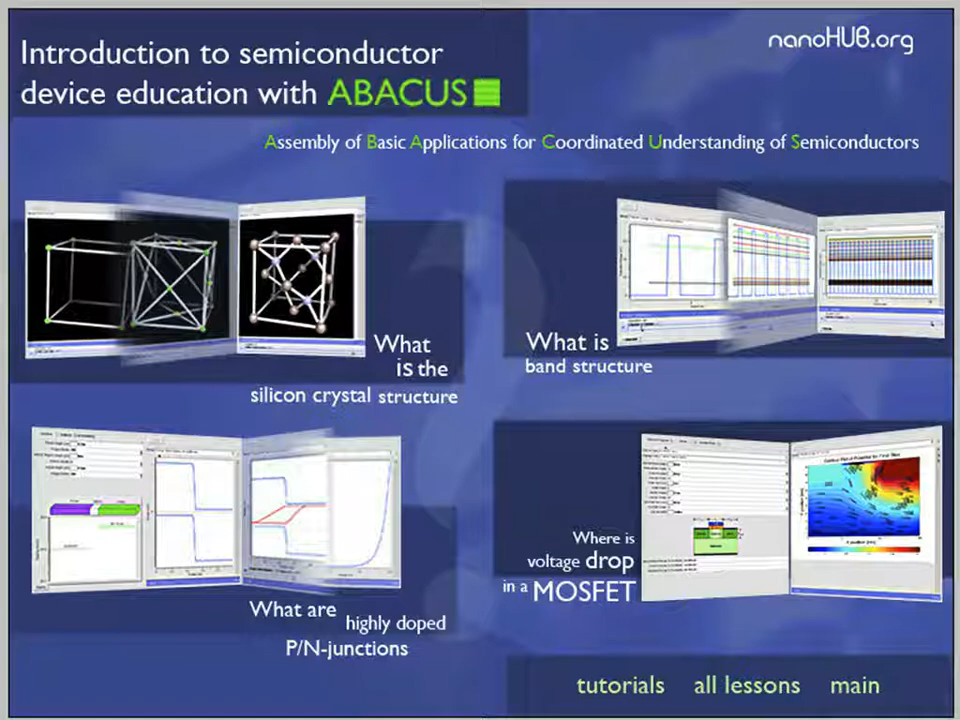 Introduction to semiconductor
device education with ABACUS
nanoHUB.org
Assembly of Basic Applications for Coordinated Understanding of Semiconductors
What
is the
silicon crystal structure
What is
band structure
What are
highly doped
P/N-junctions
Where is
voltage drop
in a MOSFET
tutorials all lessons main